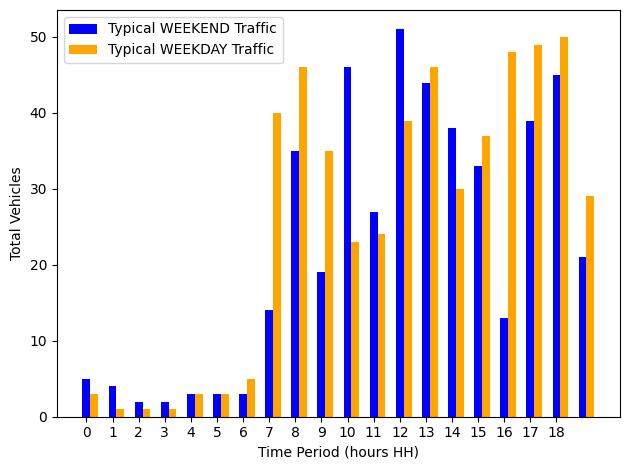 Typical WEEKEND Traffic
Typical WEEKDAY Traffic
50
40
30
20
10
0
Total Vehicles
0 1 2 3 4 5 6 7 8 9 10 11 12 13 14 15 16 17 18
Time Period (hours HH)